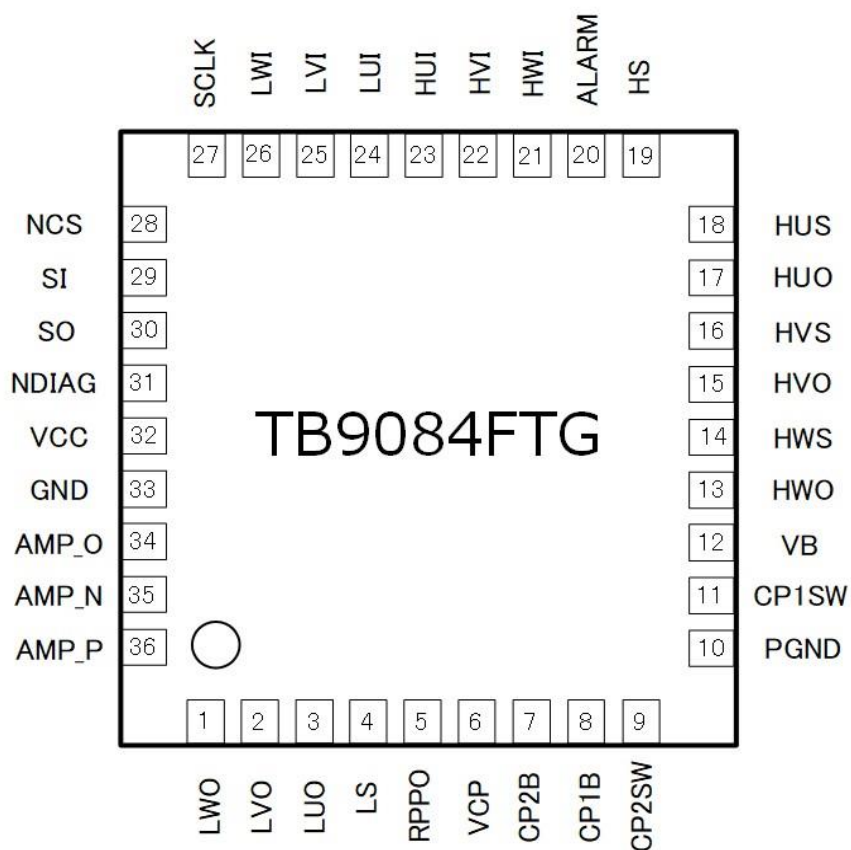 SCLK LWI LVI LUI HUI HVI HWI ALARM HS
27 26 25 24 23 22 21 20 19
NCS 28 18 HUS
SI 29 17 HUO
SO 30 16 HVS
NDIAG 31 15 HVO
VCC 32 TB9084FTG 14 HWS
GND 33 13 HWO
AMP_O 34 12 VB
AMP_N 35 11 CP1SW
AMP_P 36 10 PGND
1 2 3 4 5 6 7 8 9
LWO LVO LUO LS RPPO VCP CP2B CP1B CP2SW